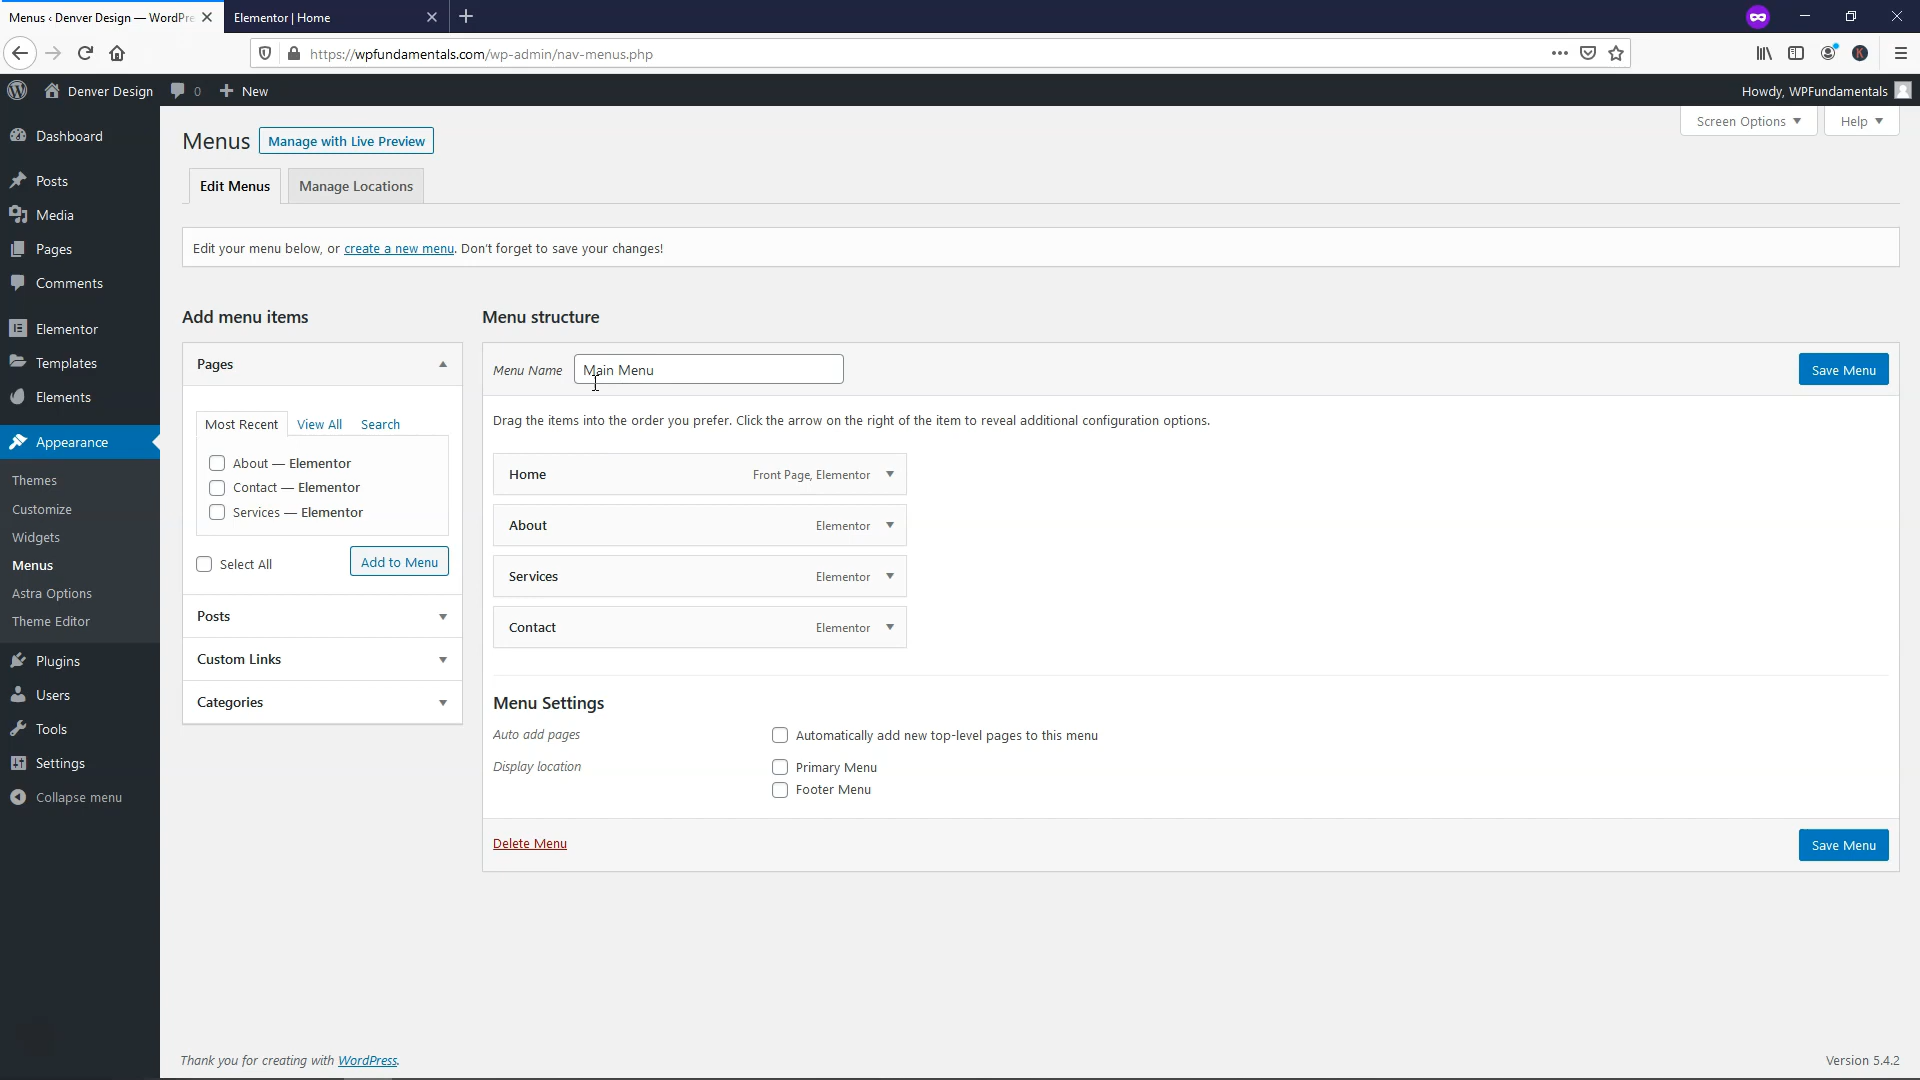 Menus ‹ Denver Design — WordPre
Elementor | Home
https://wpfundamentals.com/wp-admin/nav-menus.php
Denver Design
0
New
Howdy, WPFundamentals
Dashboard
Posts
Media
Pages
Comments
Elementor
Templates
Elements
Appearance
Themes
Customize
Widgets
Menus
Astra Options
Theme Editor
Plugins
Users
Tools
Settings
Collapse menu
Menus
Manage with Live Preview
Screen Options
Help
Edit Menus
Manage Locations
Edit your menu below, or create a new menu. Don't forget to save your changes!
Add menu items
Pages
Most Recent
View All
Search
About — Elementor
Contact — Elementor
Services — Elementor
Select All
Add to Menu
Posts
Custom Links
Categories
Menu structure
Menu Name
Main Menu
Save Menu
Drag the items into the order you prefer. Click the arrow on the right of the item to reveal additional configuration options.
Home
Front Page, Elementor
About
Elementor
Services
Elementor
Contact
Elementor
Menu Settings
Auto add pages
Automatically add new top-level pages to this menu
Display location
Primary Menu
Footer Menu
Delete Menu
Save Menu
Thank you for creating with WordPress.
Version 5.4.2